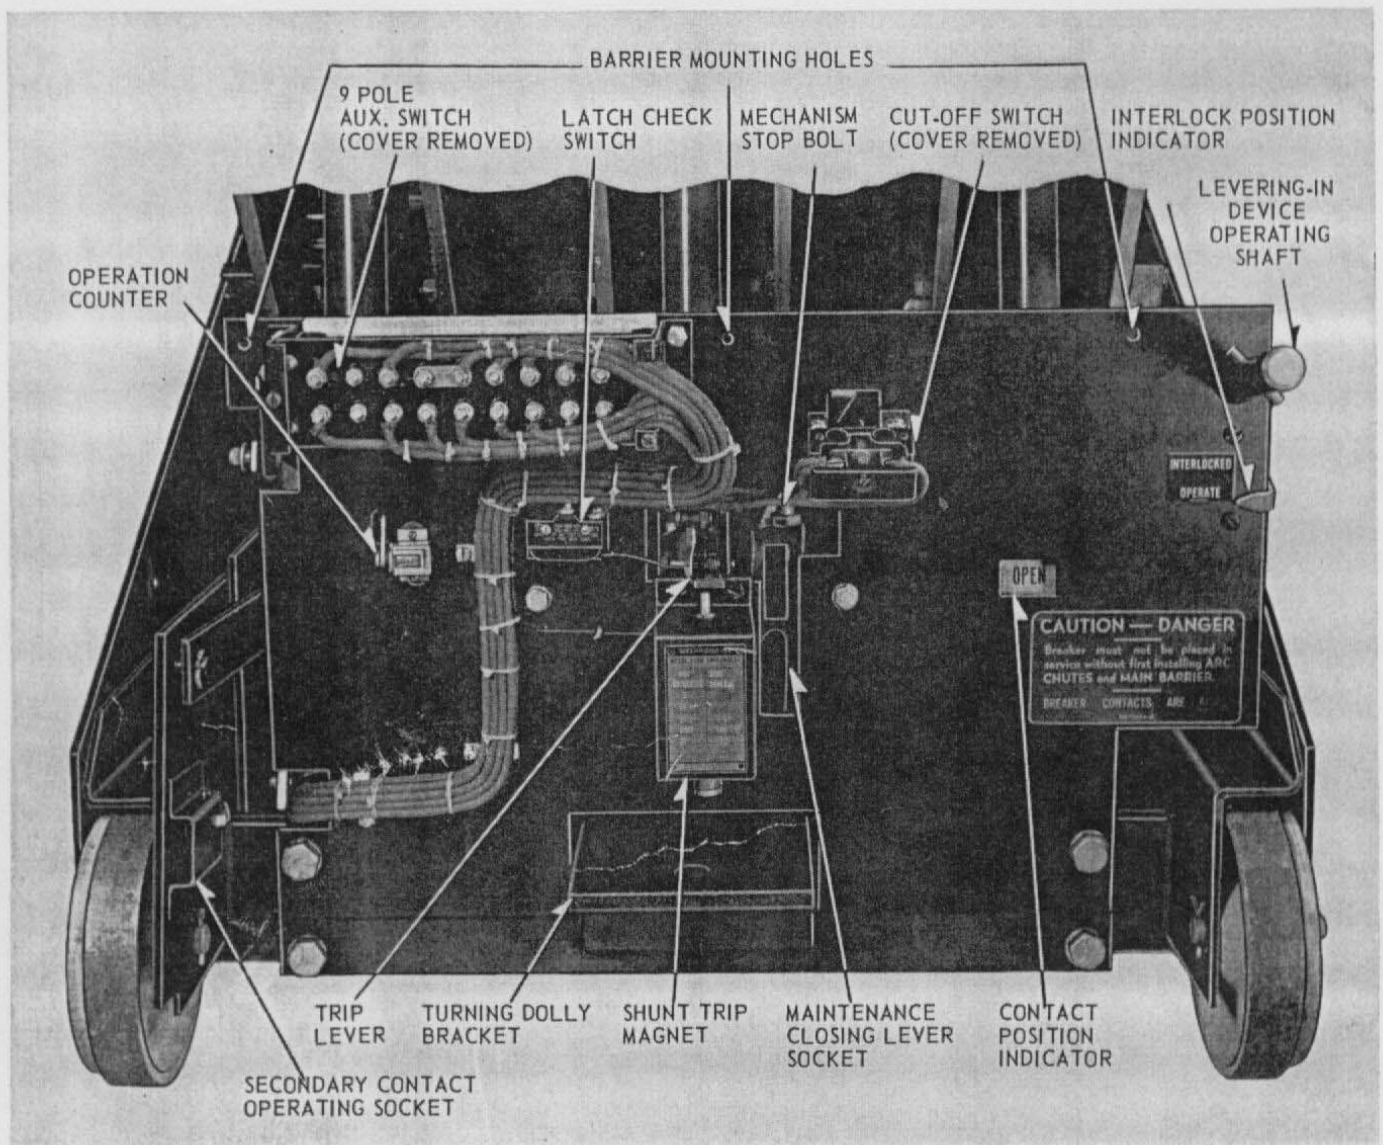 BARRIER MOUNTING HOLES
9 POLE
AUX. SWITCH
(COVER REMOVED)
LATCH CHECK
SWITCH
MECHANISM
STOP BOLT
CUT-OFF SWITCH
(COVER REMOVED)
INTERLOCK POSITION
INDICATOR
LEVERING-IN
DEVICE
OPERATING
SHAFT
OPERATION
COUNTER
INTERLOCKED
OPERATE
OPEN
CAUTION — DANGER
Breaker must not be placed in
service without first installing ARC
CHUTES and MAIN BARRIER.
BREAKER CONTACTS ARE
TRIP
LEVER
TURNING DOLLY
BRACKET
SHUNT TRIP
MAGNET
MAINTENANCE
CLOSING LEVER
SOCKET
CONTACT
POSITION
INDICATOR
SECONDARY CONTACT
OPERATING SOCKET